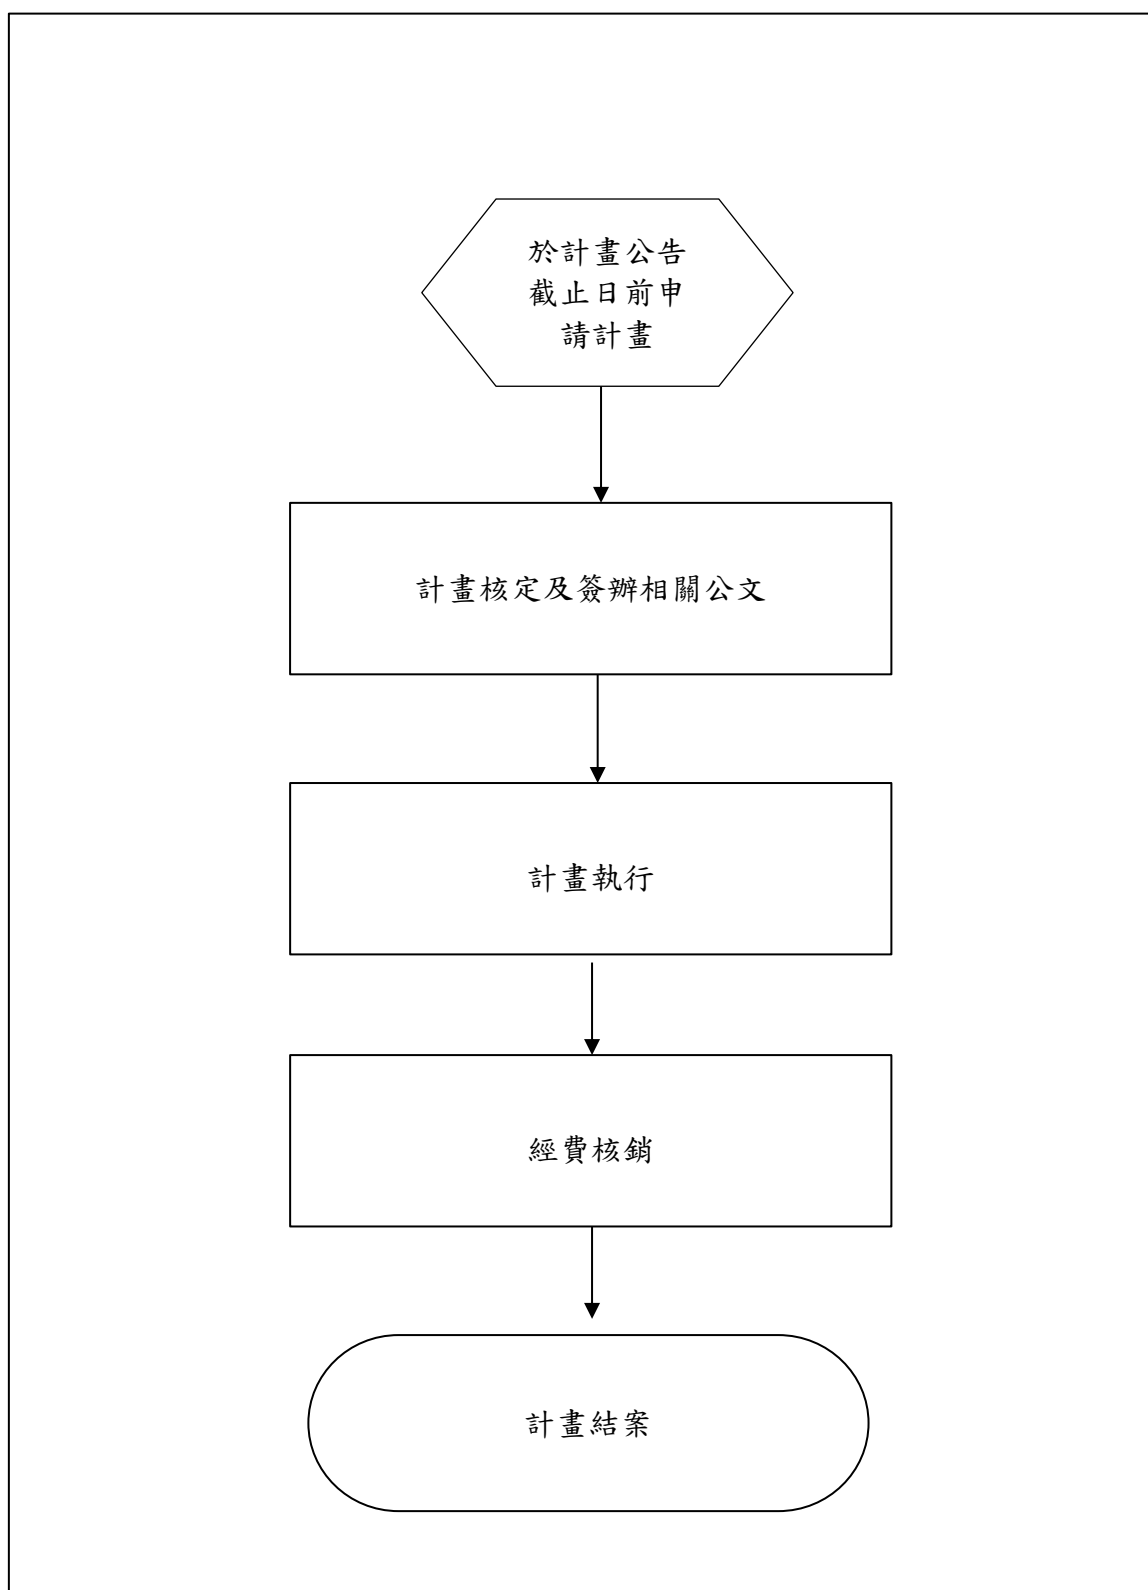 於計畫公告
截止日前申
請計畫
計畫核定及簽辦相關公文
計畫執行
經費核銷
計畫結案